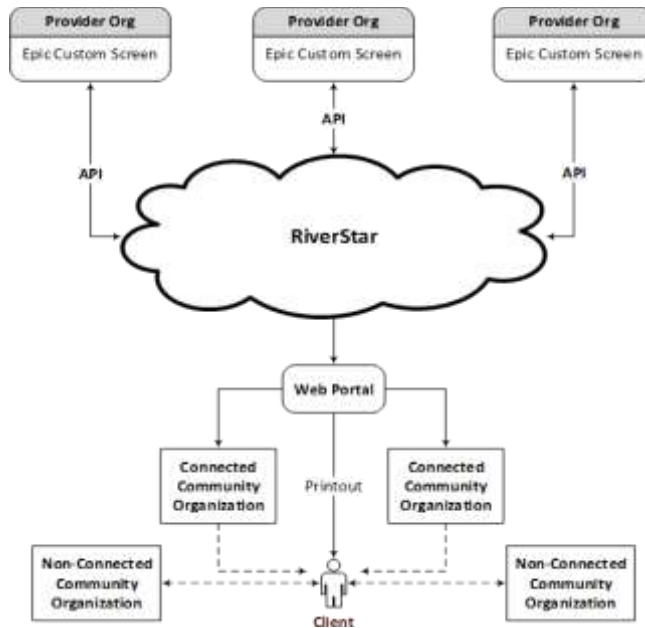 Provider Org
Provider Org
Provider Org
Epic Custom Screen
Epic Custom Screen
Epic Custom Screen
API
API
API
RiverStar
Web Portal
Connected
Community
Organization
Printout
Connected
Community
Organization
Non-Connected
Community
Organization
Non-Connected
Community
Organization
Client